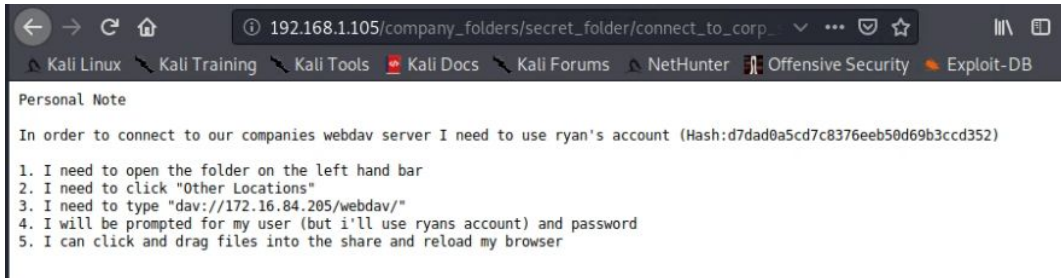 192.168.1.105/company_folders/secret_folder/connect_to_corp_
Kali Linux Kali Training Kali Tools Kali Docs Kali Forums NetHunter Offensive Security Exploit-DB
Personal Note
In order to connect to our companies webdav server I need to use ryan's account (Hash:d7dad0a5cd7c8376eeb50d69b3ccd352)
1. I need to open the folder on the left hand bar
2. I need to click "Other Locations"
3. I need to type "dav://172.16.84.205/webdav/"
4. I will be prompted for my user (but i'll use ryans account) and password
5. I can click and drag files into the share and reload my browser